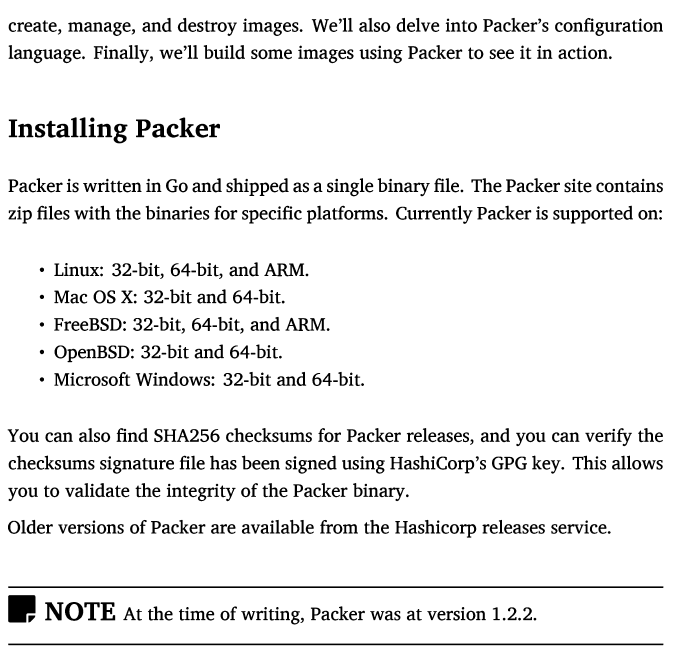 create, manage, and destroy images. We’ll also delve into Packer’s configuration
language. Finally, we’ll build some images using Packer to see it in action.
Installing Packer
Packer is written in Go and shipped as a single binary file. The Packer site contains
zip files with the binaries for specific platforms. Currently Packer is supported on:
• Linux: 32-bit, 64-bit, and ARM.
• Mac OS X: 32-bit and 64-bit.
• FreeBSD: 32-bit, 64-bit, and ARM.
• OpenBSD: 32-bit and 64-bit.
• Microsoft Windows: 32-bit and 64-bit.
You can also find SHA256 checksums for Packer releases, and you can verify the
checksums signature file has been signed using HashiCorp’s GPG key. This allows
you to validate the integrity of the Packer binary.
Older versions of Packer are available from the Hashicorp releases service.
NOTE At the time of writing, Packer was at version 1.2.2.